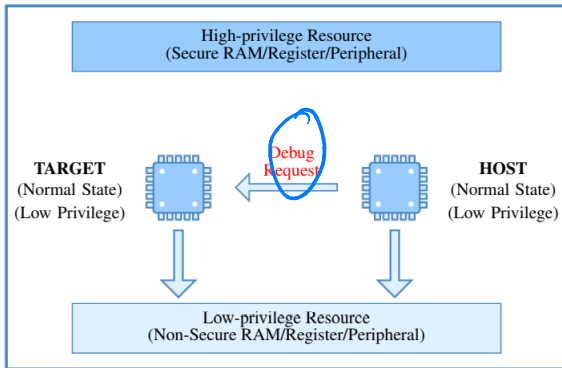 High-privilege Resource
(Secure RAM/Register/Peripheral)
Debug
Request
TARGET
(Normal State)
(Low Privilege)
HOST
(Normal State)
(Low Privilege)
Low-privilege Resource
(Non-Secure RAM/Register/Peripheral)